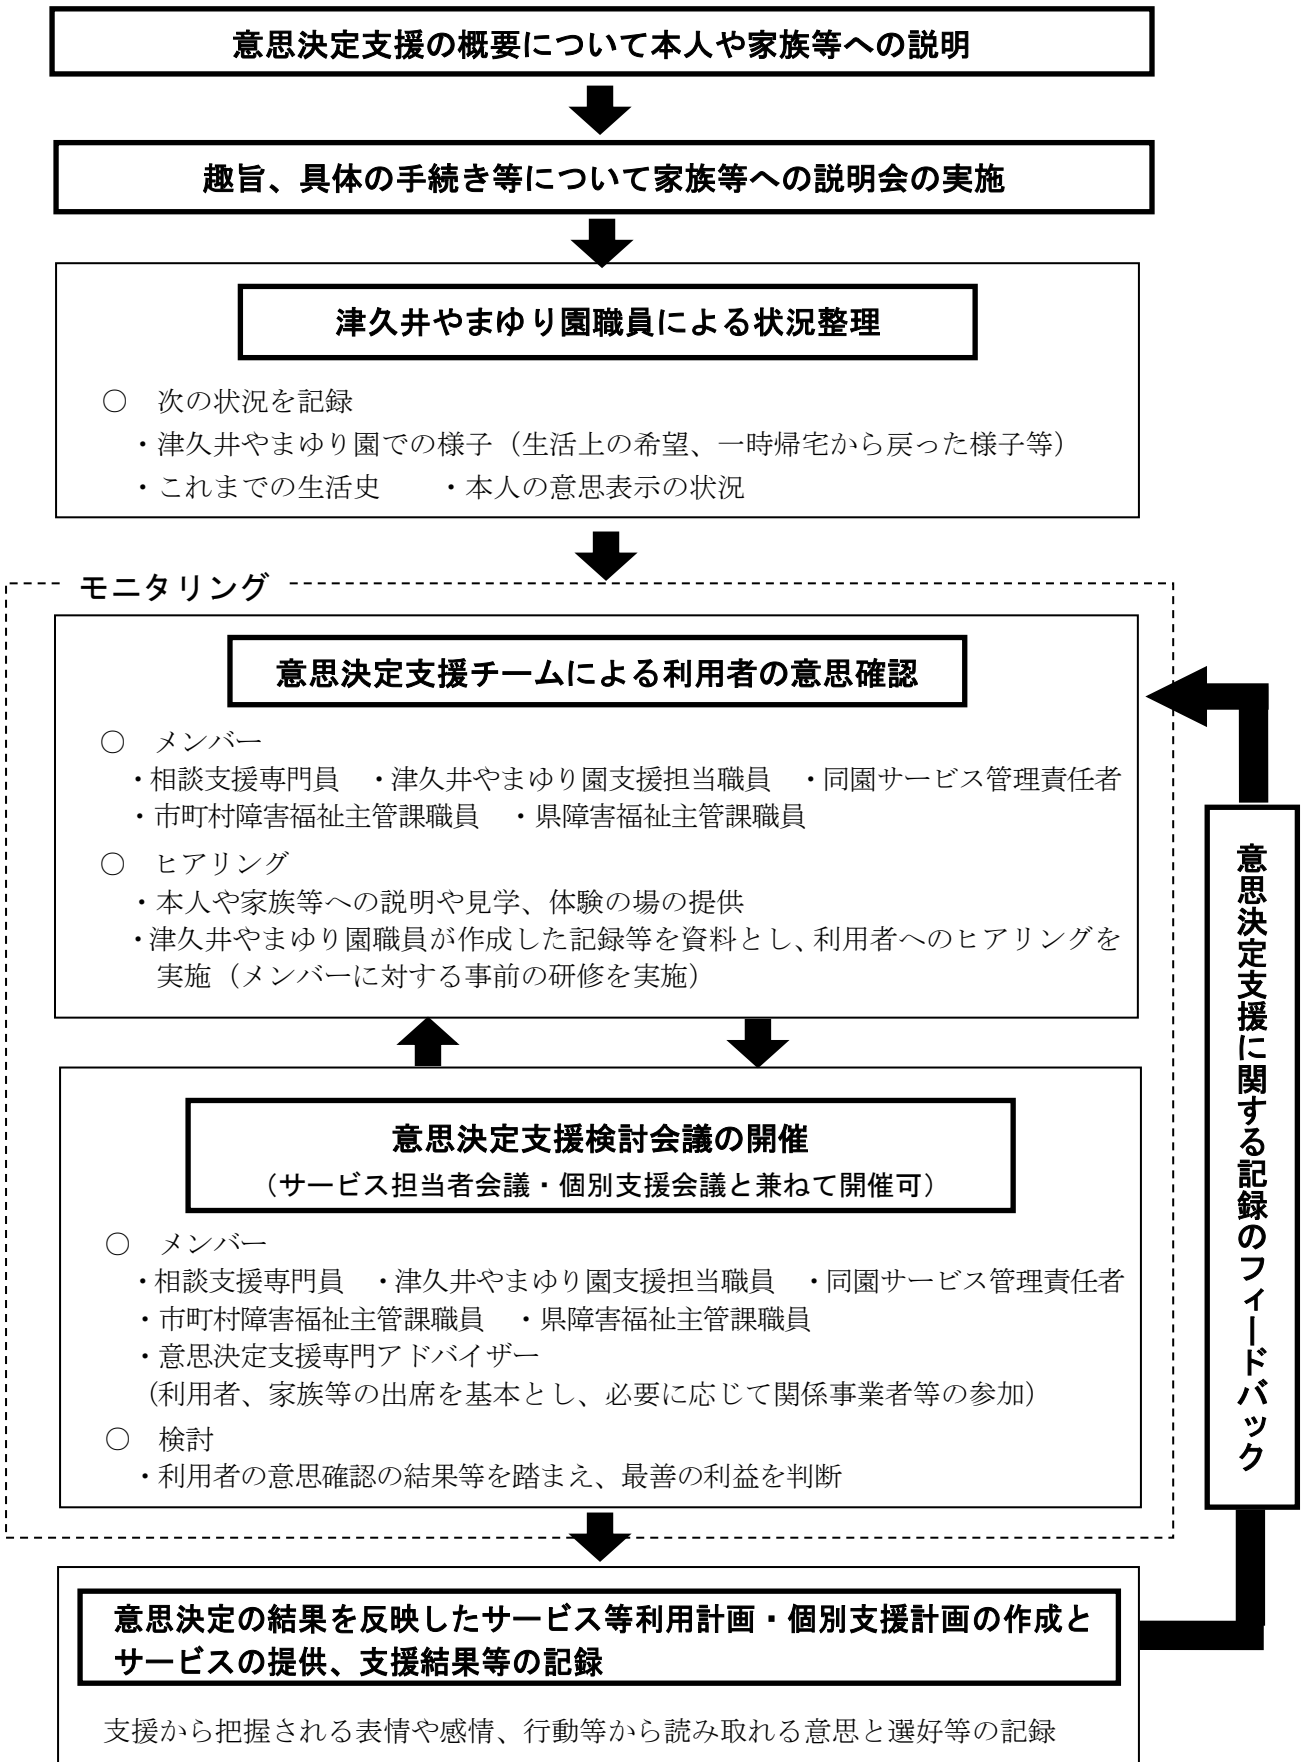 意思決定支援の概要について本人や家族等への説明
趣旨、具体の手続き等について家族等への説明会の実施
津久井やまゆり園職員による状況整理
○　次の状況を記録
・津久井やまゆり園での様子（生活上の希望、一時帰宅から戻った様子等）
・これまでの生活史　　・本人の意思表示の状況
モニタリング
意思決定支援チームによる利用者の意思確認
○　メンバー
・相談支援専門員　・津久井やまゆり園支援担当職員　・同園サービス管理責任者
・市町村障害福祉主管課職員　・県障害福祉主管課職員
○　ヒアリング
・本人や家族等への説明や見学、体験の場の提供
・津久井やまゆり園職員が作成した記録等を資料とし、利用者へのヒアリングを
実施（メンバーに対する事前の研修を実施）
意思決定支援検討会議の開催
（サービス担当者会議・個別支援会議と兼ねて開催可）
○　メンバー
・相談支援専門員　・津久井やまゆり園支援担当職員　・同園サービス管理責任者
・市町村障害福祉主管課職員　・県障害福祉主管課職員
・意思決定支援専門アドバイザー
（利用者、家族等の出席を基本とし、必要に応じて関係事業者等の参加）
○　検討
・利用者の意思確認の結果等を踏まえ、最善の利益を判断
意思決定の結果を反映したサービス等利用計画・個別支援計画の作成と
サービスの提供、支援結果等の記録
支援から把握される表情や感情、行動等から読み取れる意思と選好等の記録
意思決定支援に関する記録のフィードバック